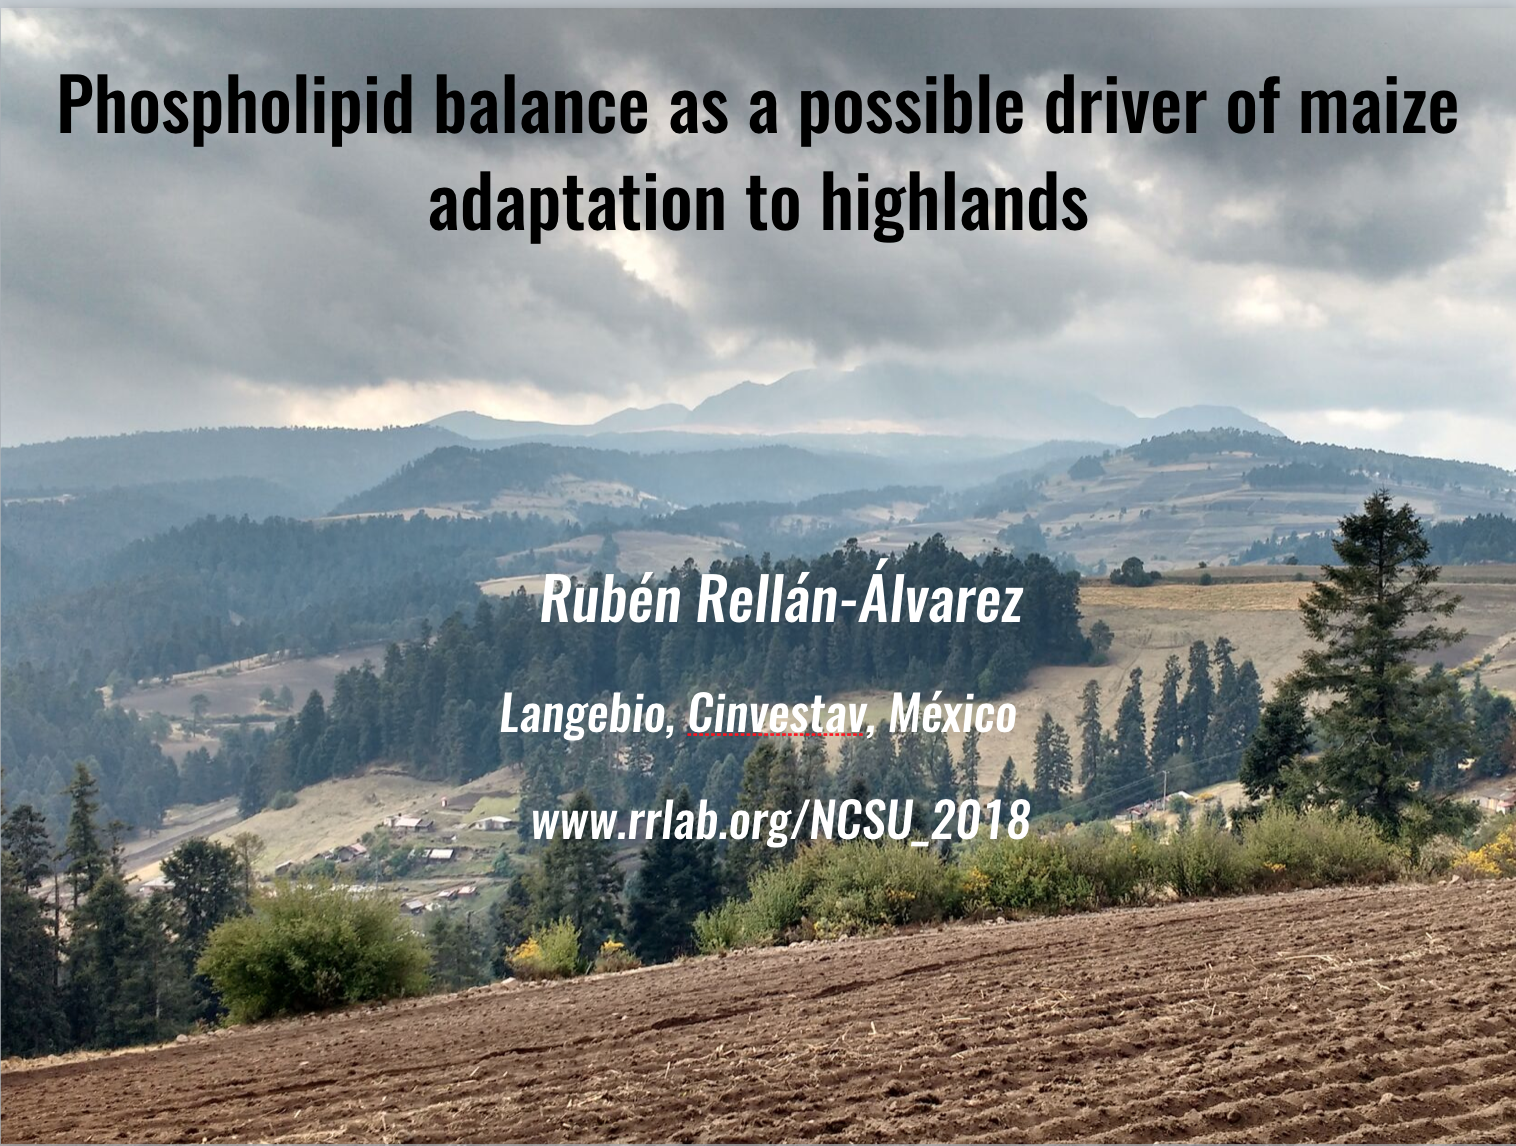 Phospholipid balance as a possible driver of maize
adaptation to highlands
Rubén Rellán-Álvarez
Langebio, Cinvestav, México
www.rrlab.org/NCSU_2018